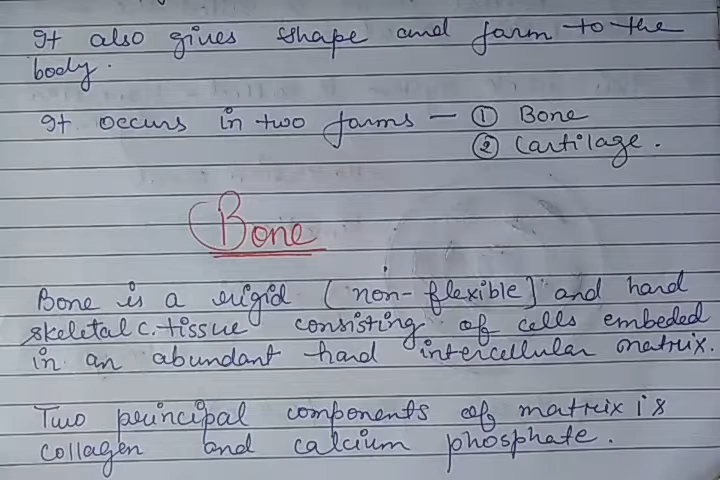 It also gives shape and form to the
body.
It occurs in two forms - ① Bone
② Cartilage.
Bone
Bone is a rigid (non-flexible) and hard
skeletal c. tissue consisting of cells embeded
in an abundant hard intercellular matrix.
Two principal components of matrix is
collagen and calcium phosphate.